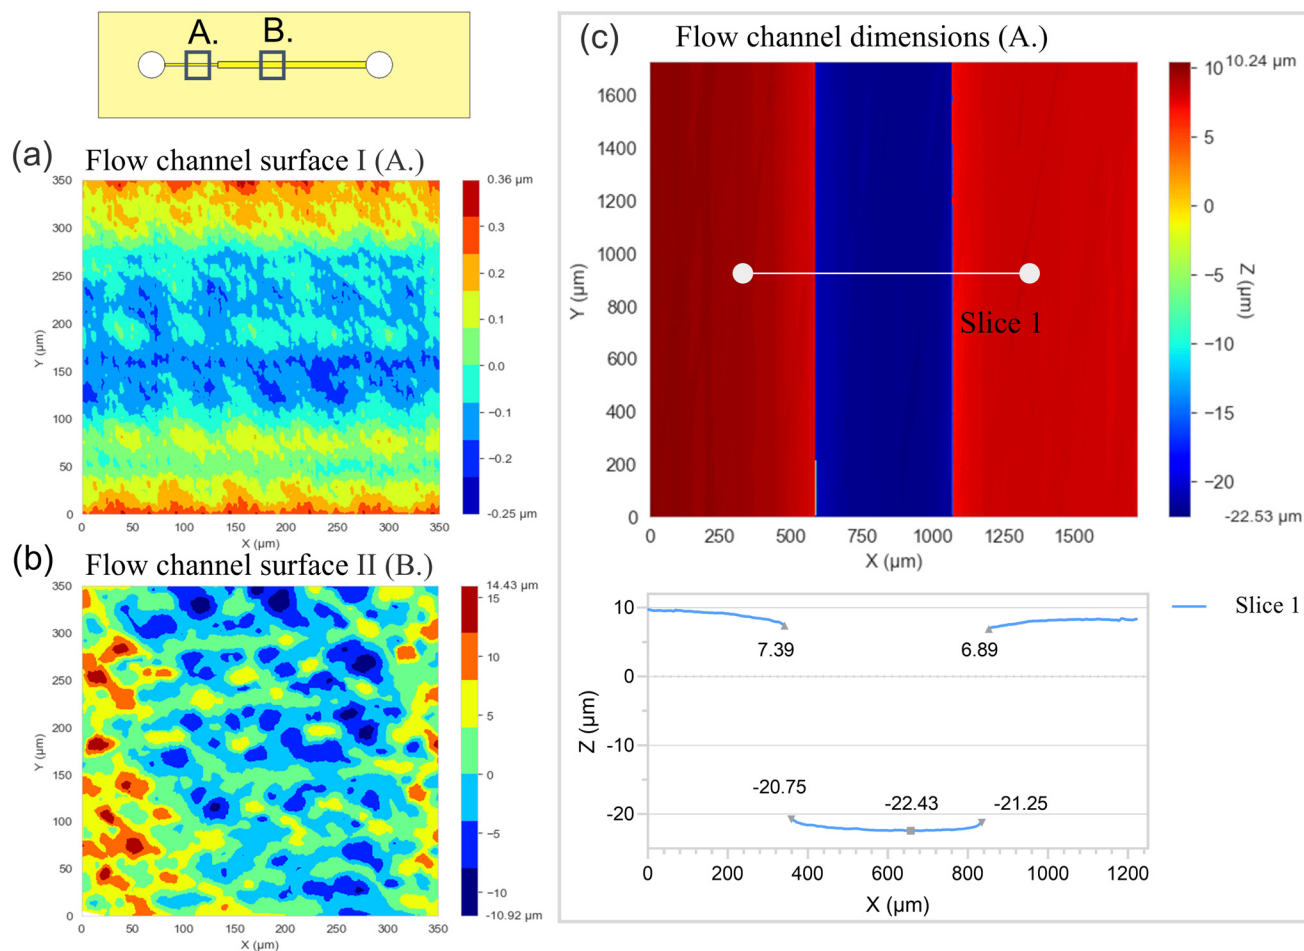 A.
B.
(a)
Flow channel surface I (A.)
350
300
250
200
150
100
50
0
Y (µm)
0 50 100 150 200 250 300 350
X (µm)
0.36 µm
0.3
0.2
0.1
0.0
−0.1
−0.2
-0.25 µm
(b)
Flow channel surface II (B.)
350
300
250
200
150
100
50
0
Y (µm)
0 50 100 150 200 250 300 350
X (µm)
14.43 µm
15
10
5
0
−5
−10
-10.92 µm
(c)
Flow channel dimensions (A.)
1600
1400
1200
1000
800
600
400
200
0
Y (µm)
Slice 1
0 250 500 750 1000 1250 1500
X (µm)
10.24 µm
10
5
0
−5
−10
−15
−20
-22.53 µm
Z (µm)
10
0
-10
-20
Z (µm)
7.39
6.89
-20.75
-22.43
-21.25
0 200 400 600 800 1000 1200
X (µm)
Slice 1